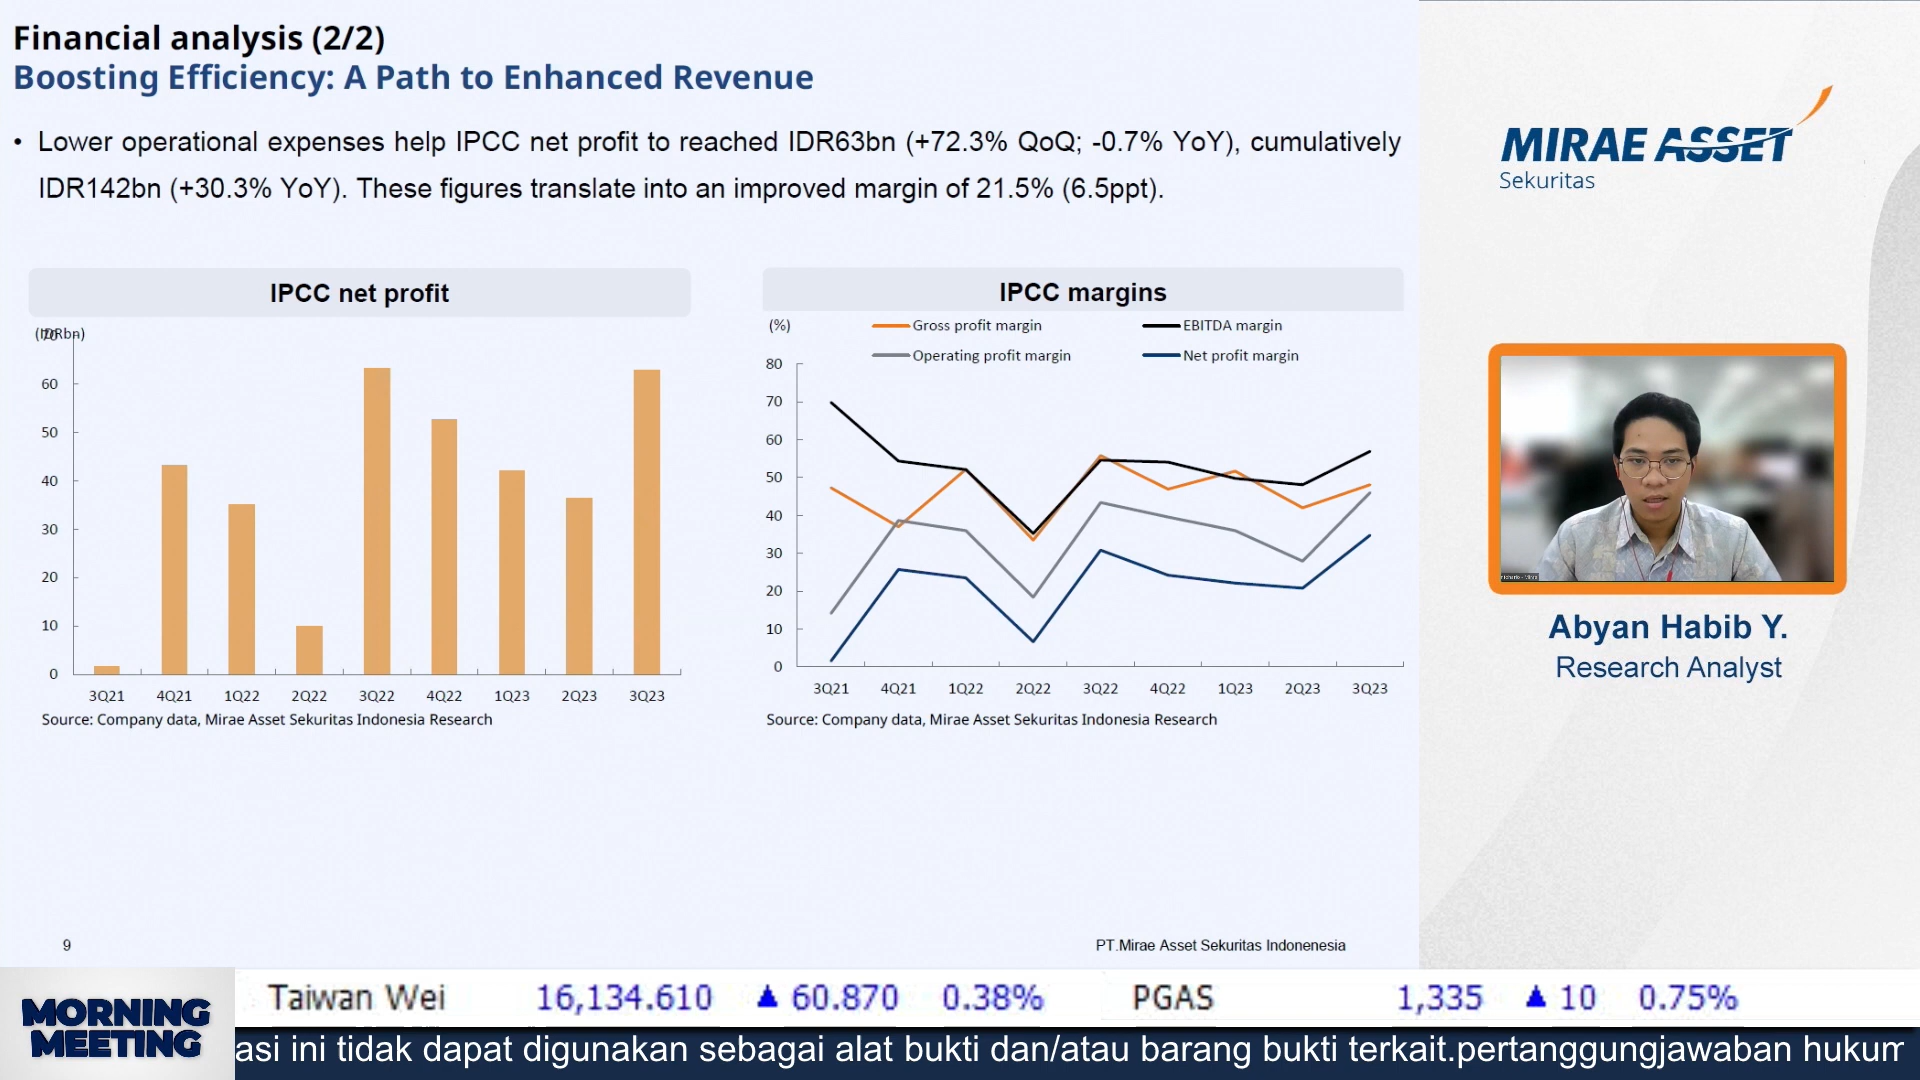 Financial analysis (2/2)
Boosting Efficiency: A Path to Enhanced Revenue
• Lower operational expenses help IPCC net profit to reached IDR63bn (+72.3% QoQ; -0.7% YoY), cumulatively
IDR142bn (+30.3% YoY). These figures translate into an improved margin of 21.5% (6.5ppt).
IPCC net profit
(IDRbn)
70
60
50
40
30
20
10
0
3Q21 4Q21 1Q22 2Q22 3Q22 4Q22 1Q23 2Q23 3Q23
Source: Company data, Mirae Asset Sekuritas Indonesia Research
IPCC margins
(%)
Gross profit margin EBITDA margin
Operating profit margin Net profit margin
80
70
60
50
40
30
20
10
0
3Q21 4Q21 1Q22 2Q22 3Q22 4Q22 1Q23 2Q23 3Q23
Source: Company data, Mirae Asset Sekuritas Indonesia Research
9
PT.Mirae Asset Sekuritas Indonenesia
MIRAE ASSET
Sekuritas
Abyan Habib Y.
Research Analyst
MORNING
MEETING
Taiwan Wei 16,134.610 ▲ 60.870 0.38% PGAS 1,335 ▲ 10 0.75%
asi ini tidak dapat digunakan sebagai alat bukti dan/atau barang bukti terkait.pertanggungjawaban hukum